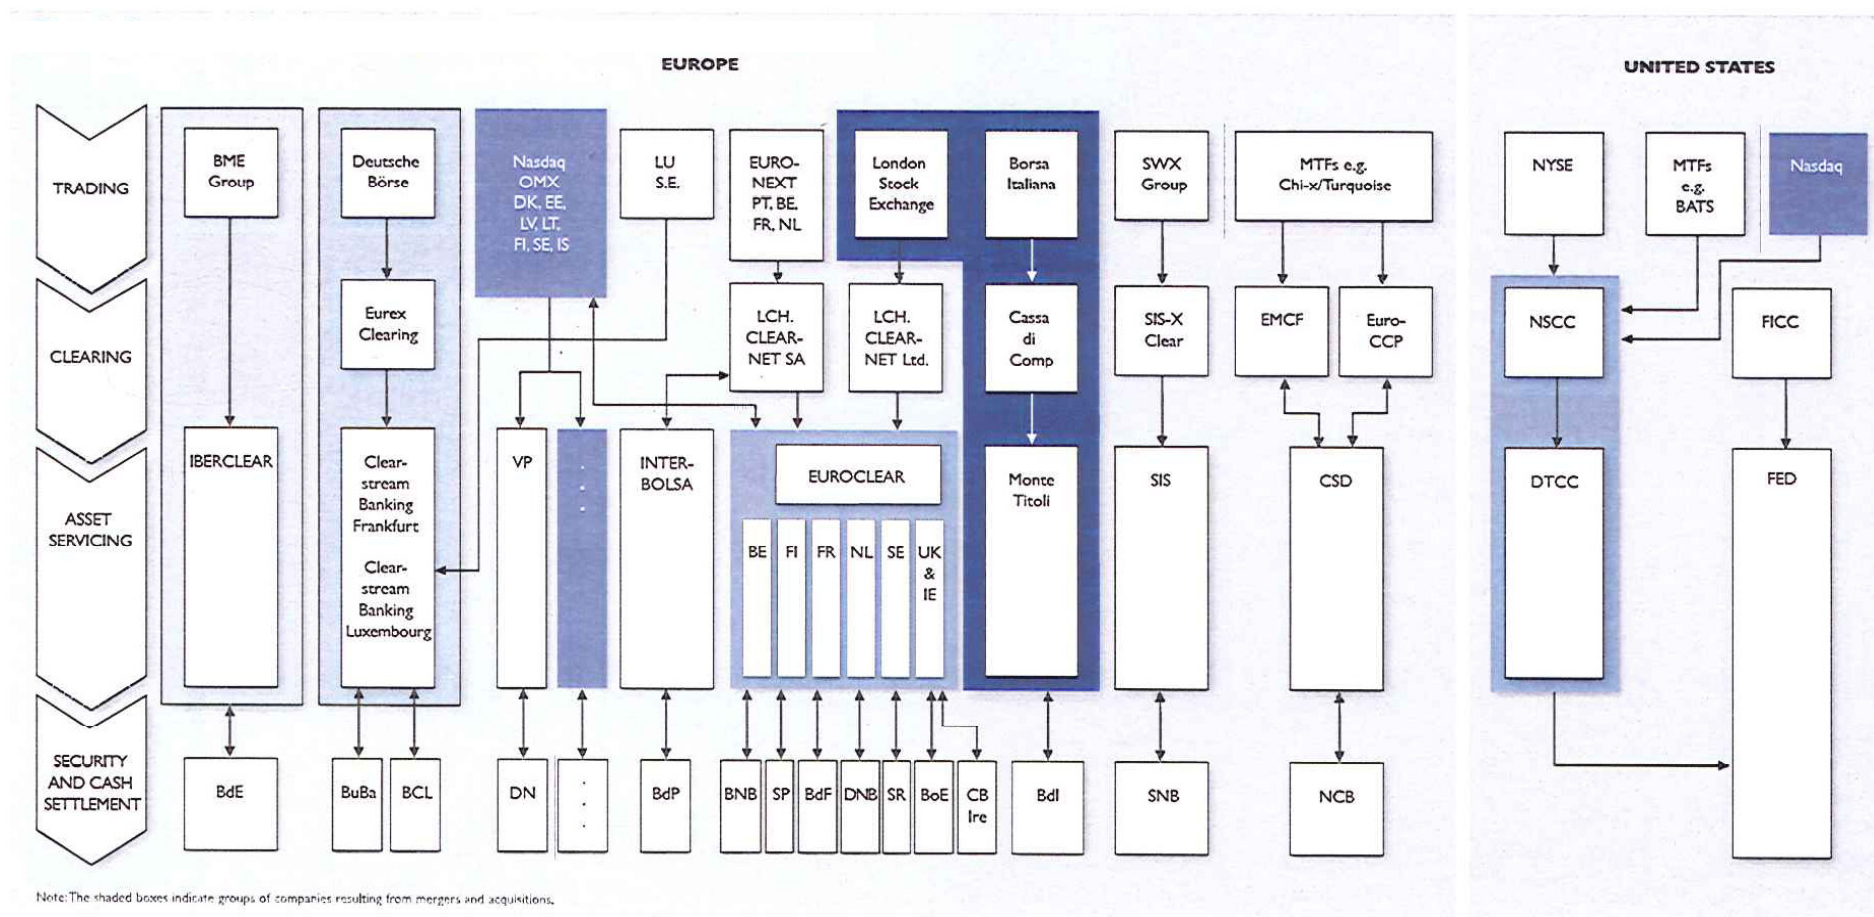 EUROPE
UNITED STATES
TRADING
BME
Group
Deutsche
Börse
Nasdaq
OMX
DK, EE,
LV, LT,
FI, SE, IS
LU
S.E.
EURO-
NEXT
PT, BE,
FR, NL
London
Stock
Exchange
Borsa
Italiana
SWX
Group
MTFs e.g.
Chi-x/Turquoise
NYSE
MTFs
e.g.
BATS
Nasdaq
CLEARING
Eurex
Clearing
LCH.
CLEAR-
NET SA
LCH.
CLEAR-
NET Ltd.
Cassa
di
Comp
SIS-X
Clear
EMCF
Euro-
CCP
NSCC
FICC
ASSET
SERVICING
IBERCLEAR
Clear-
stream
Banking
Frankfurt
Clear-
stream
Banking
Luxembourg
VP
INTER-
BOLSA
EUROCLEAR
BE
FI
FR
NL
SE
UK
&
IE
Monte
Titoli
SIS
CSD
DTCC
FED
SECURITY
AND CASH
SETTLEMENT
BdE
BuBa
BCL
DN
BdP
BNB
SP
BdF
DNB
SR
BoE
CB
Ire
BdI
SNB
NCB
Note: The shaded boxes indicate groups of companies resulting from mergers and acquisitions.